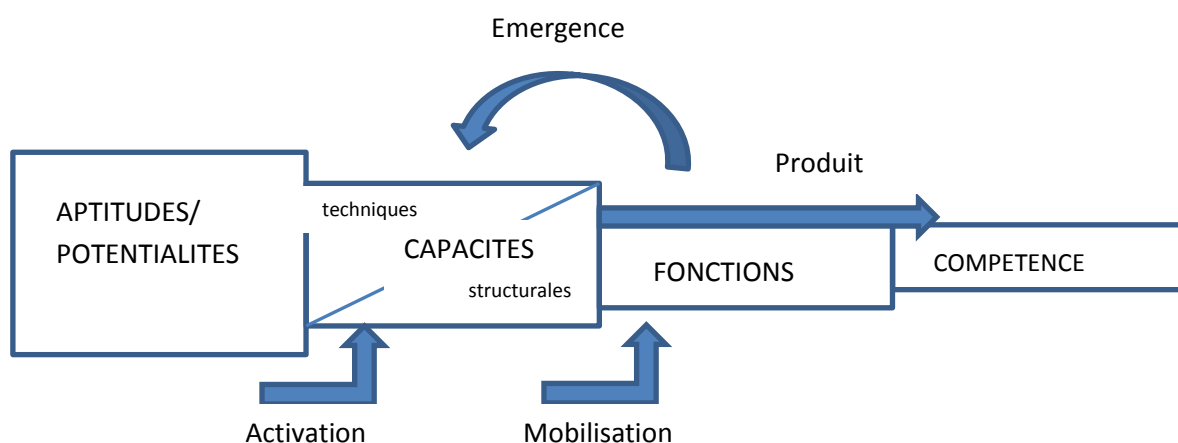 Emergence
Produit
APTITUDES/
POTENTIALITES
techniques
CAPACITES
structurales
FONCTIONS
COMPETENCE
Activation
Mobilisation